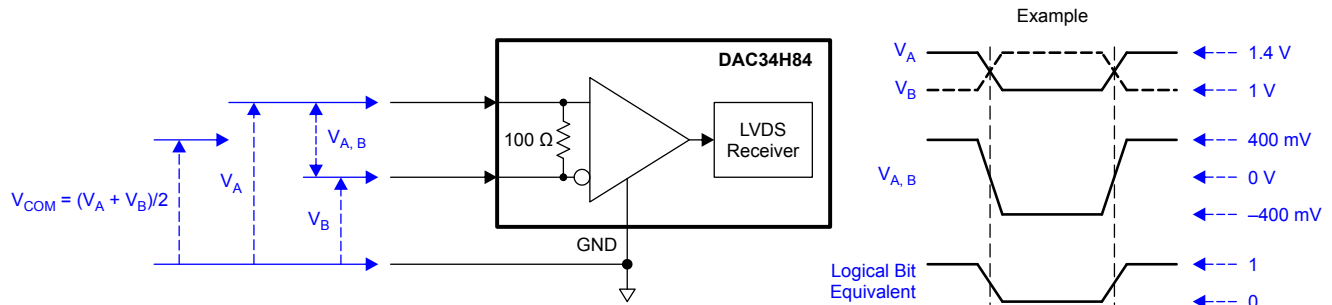 Example
DAC34H84
V_A
1.4 V
V_B
1 V
100 Ω
LVDS
Receiver
V_A, B
V_A
V_COM = (V_A + V_B)/2
V_B
GND
400 mV
V_A, B
0 V
–400 mV
Logical Bit
Equivalent
1
0